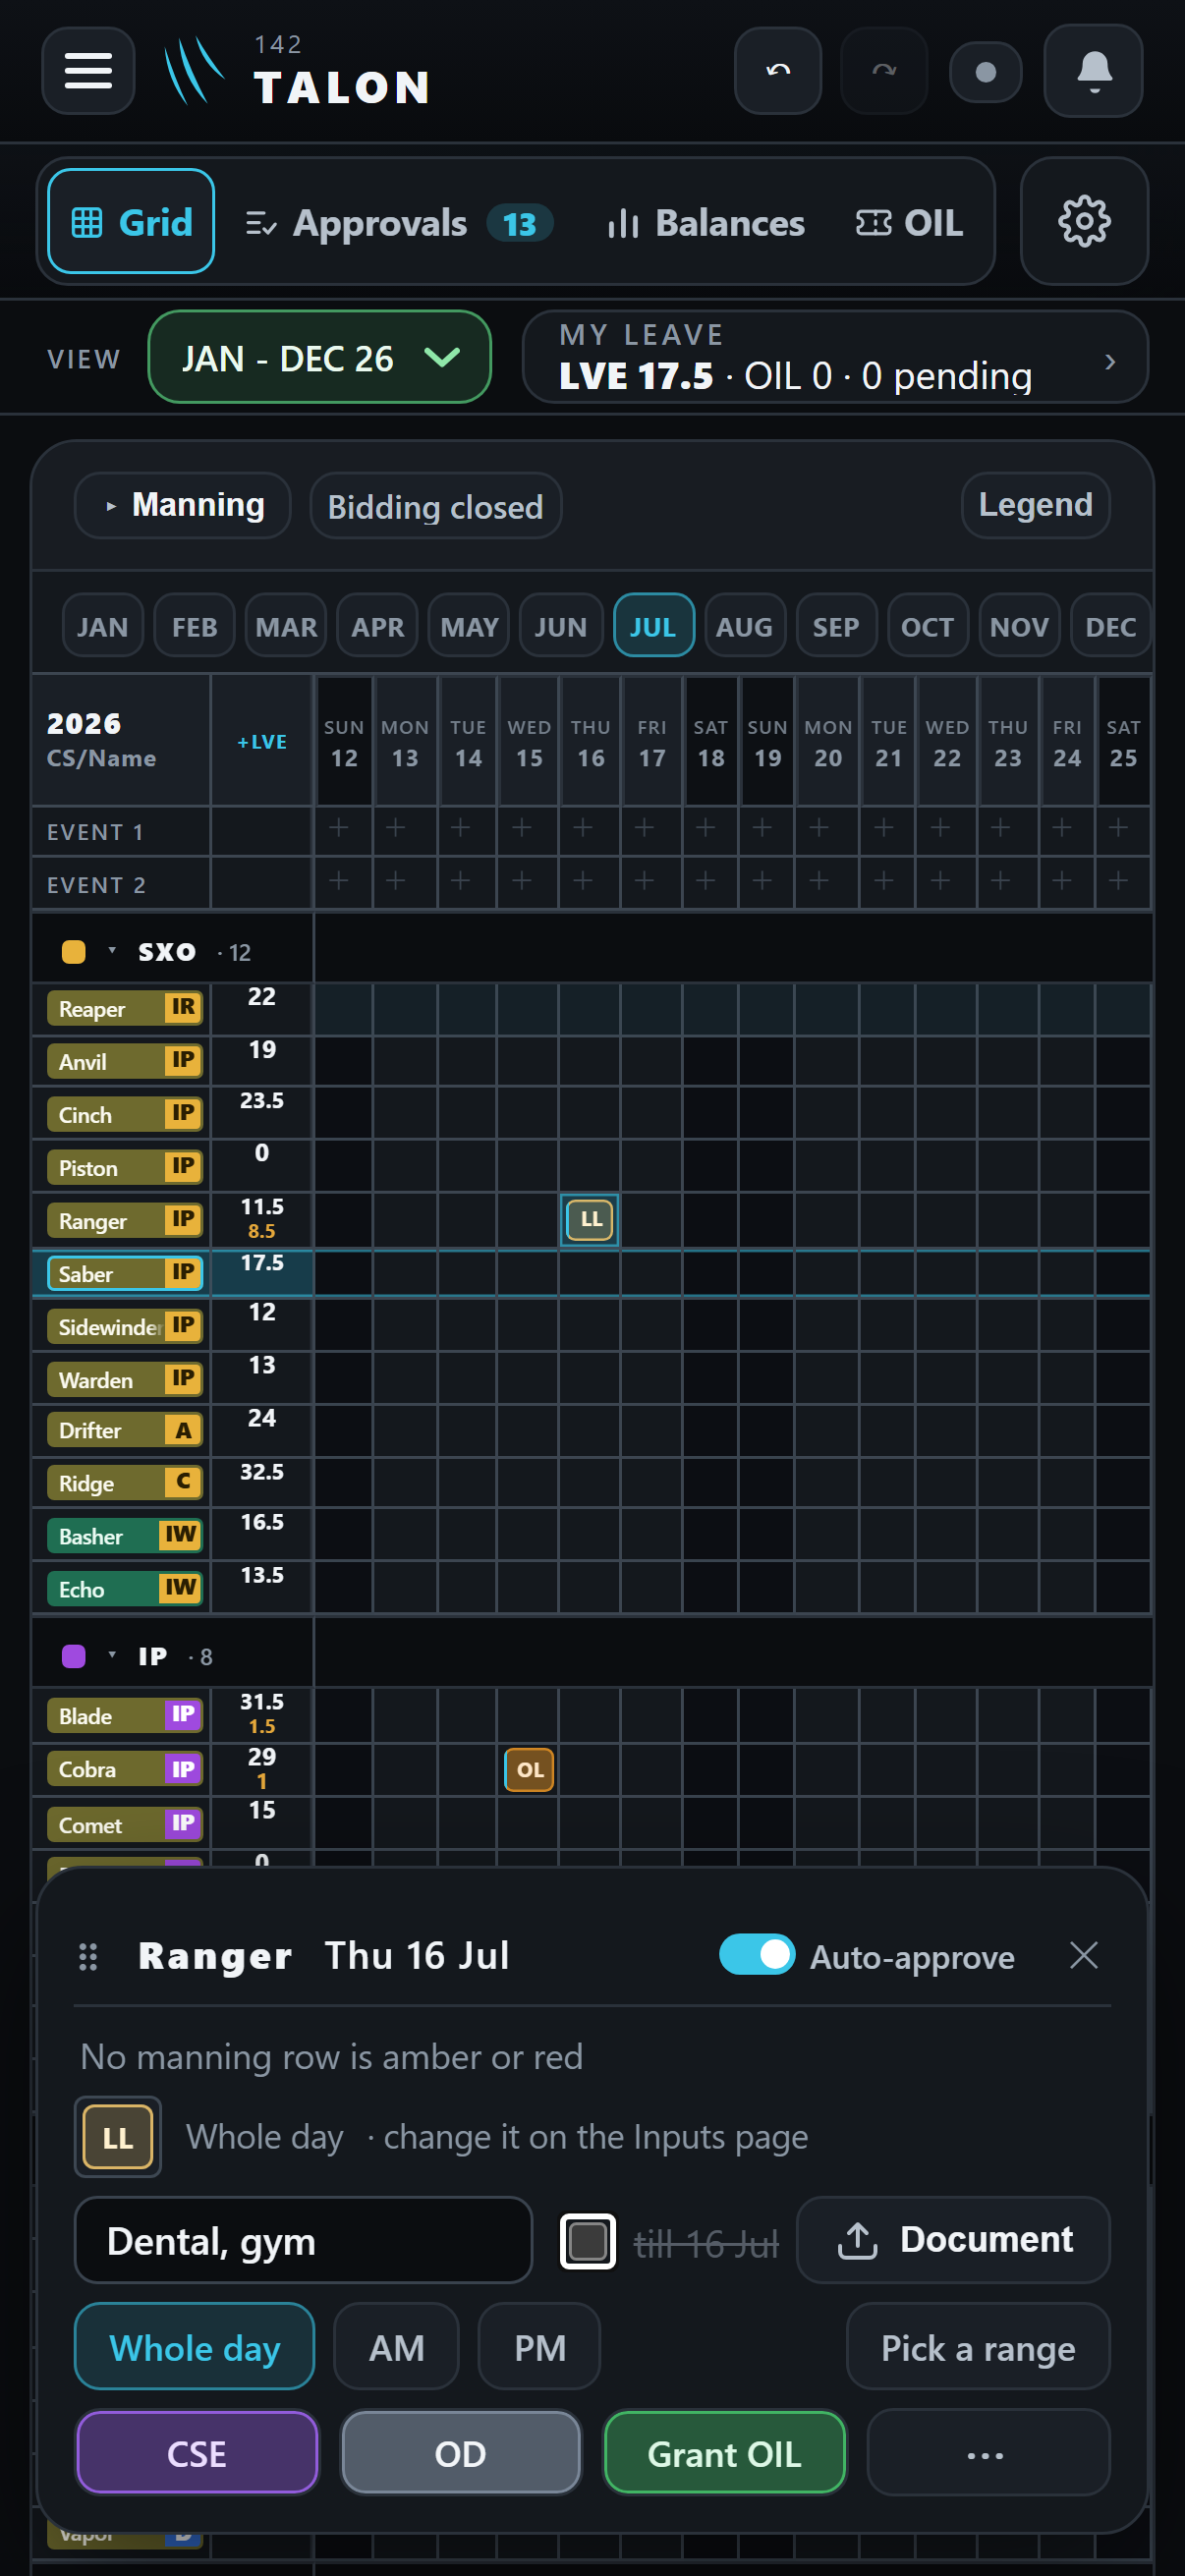 142
TALON
Grid
Approvals 13
Balances
OIL
VIEW
JAN - DEC 26
MY LEAVE
LVE 17.5 · OIL 0 · 0 pending
Manning
Bidding closed
Legend
JAN FEB MAR APR MAY JUN JUL AUG SEP OCT NOV DEC
2026
CS/Name
+LVE
SUN 12
MON 13
TUE 14
WED 15
THU 16
FRI 17
SAT 18
SUN 19
MON 20
TUE 21
WED 22
THU 23
FRI 24
SAT 25
EVENT 1 + + + + + + + + + + + + + +
EVENT 2 + + + + + + + + + + + + + +
SXO · 12
Reaper IR 22
Anvil IP 19
Cinch IP 23.5
Piston IP 0
Ranger IP 11.5 8.5 LL
Saber IP 17.5
Sidewinder IP 12
Warden IP 13
Drifter A 24
Ridge C 32.5
Basher IW 16.5
Echo IW 13.5
IP · 8
Blade IP 31.5 1.5
Cobra IP 29 1 OL
Comet IP 15
0
Ranger Thu 16 Jul
Auto-approve
No manning row is amber or red
LL Whole day · change it on the Inputs page
Dental, gym
till 16 Jul
Document
Whole day AM PM Pick a range
CSE OD Grant OIL ...
Vapor